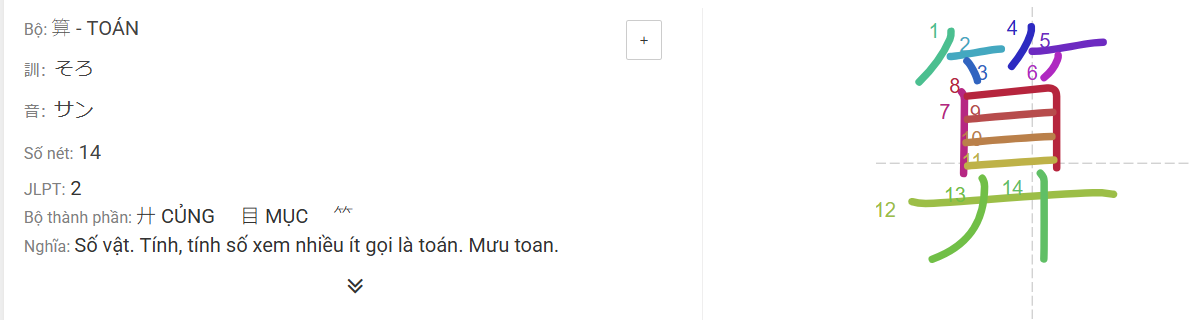 Bộ: 算 - TOÁN
+
訓: そろ
音: サン
Số nét: 14
JLPT: 2
Bộ thành phần: 廾 CỦNG 目 MỤC 𥫗
Nghĩa: Số vật. Tính, tính số xem nhiều ít gọi là toán. Mưu toan.
1 2 3 4 5 6
7 8 9 10 11
12 13 14
算